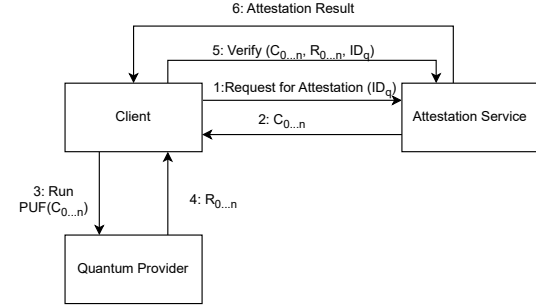 6: Attestation Result
5: Verify (C0...n, R0...n, IDq)
1:Request for Attestation (IDq)
Client
Attestation Service
2: C0...n
3: Run
PUF(C0...n)
4: R0...n
Quantum Provider